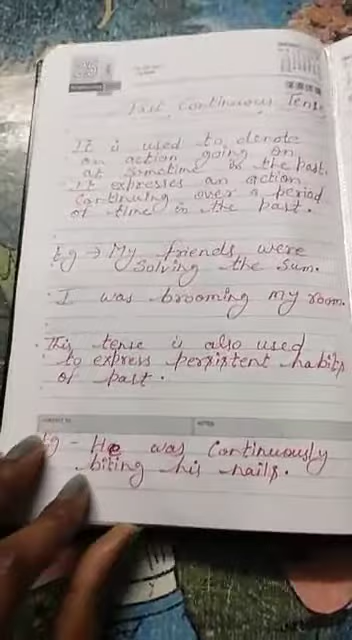 Past Continuous Tense
It is used to denote
an action going on
at sometime in the past.
It expresses an action
Continuing over a period
of time in the past.
Eg → My friends were
Solving the sum.
I was brooming my room.
This tense is also used
to express persistent habits
of past.
NOTES
Eg - He was Continuously
biting his nails.